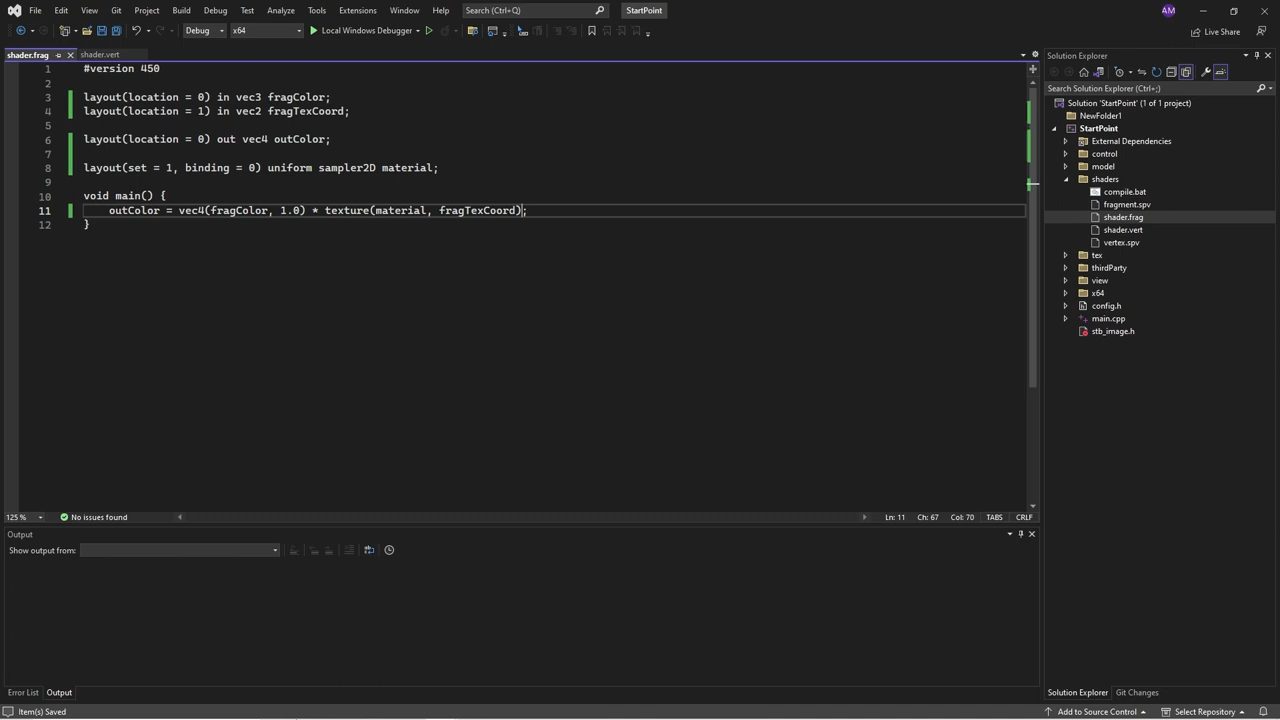 File Edit View Git Project Build Debug Test Analyze Tools Extensions Window Help Search (Ctrl+Q) StartPoint AM
Debug x64 Local Windows Debugger Live Share
shader.frag shader.vert
1 #version 450
2
3 layout(location = 0) in vec3 fragColor;
4 layout(location = 1) in vec2 fragTexCoord;
5
6 layout(location = 0) out vec4 outColor;
7
8 layout(set = 1, binding = 0) uniform sampler2D material;
9
10 void main() {
11 outColor = vec4(fragColor, 1.0) * texture(material, fragTexCoord);
12 }
125 % No issues found Ln: 11 Ch: 67 Col: 70 TABS CRLF
Output
Show output from:
Error List Output
Solution Explorer
Search Solution Explorer (Ctrl+;)
Solution 'StartPoint' (1 of 1 project)
NewFolder1
StartPoint
External Dependencies
control
model
shaders
compile.bat
fragment.spv
shader.frag
shader.vert
vertex.spv
tex
thirdParty
view
x64
config.h
main.cpp
stb_image.h
Solution Explorer Git Changes
Item(s) Saved Add to Source Control Select Repository